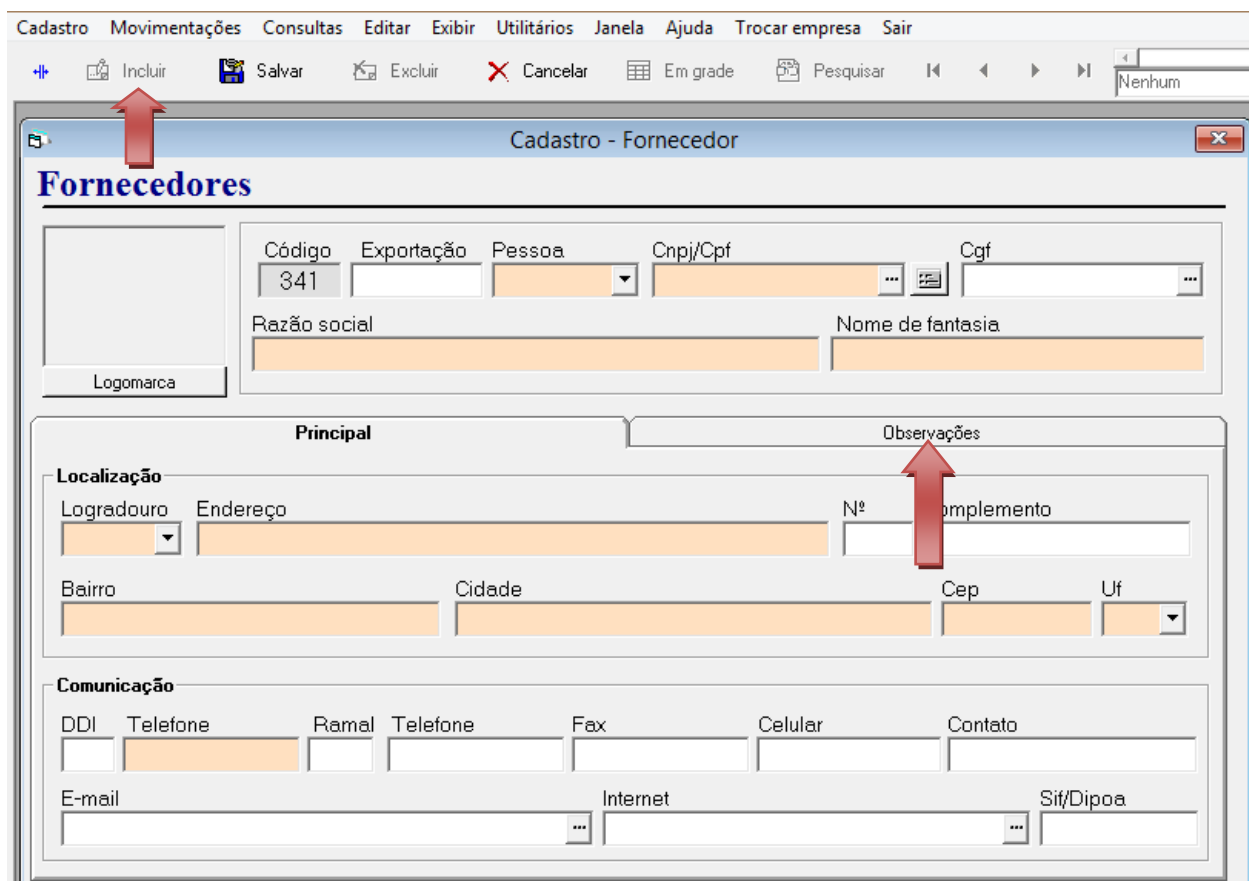 Cadastro Movimentações Consultas Editar Exibir Utilitários Janela Ajuda Trocar empresa Sair
Incluir Salvar Excluir Cancelar Em grade Pesquisar Nenhum
Cadastro - Fornecedor
Fornecedores
Código Exportação Pessoa Cnpj/Cpf Cgf
341
Razão social Nome de fantasia
Logomarca
Principal Observações
Localização
Logradouro Endereço Nº omplemento
Bairro Cidade Cep Uf
Comunicação
DDI Telefone Ramal Telefone Fax Celular Contato
E-mail Internet Sif/Dipoa